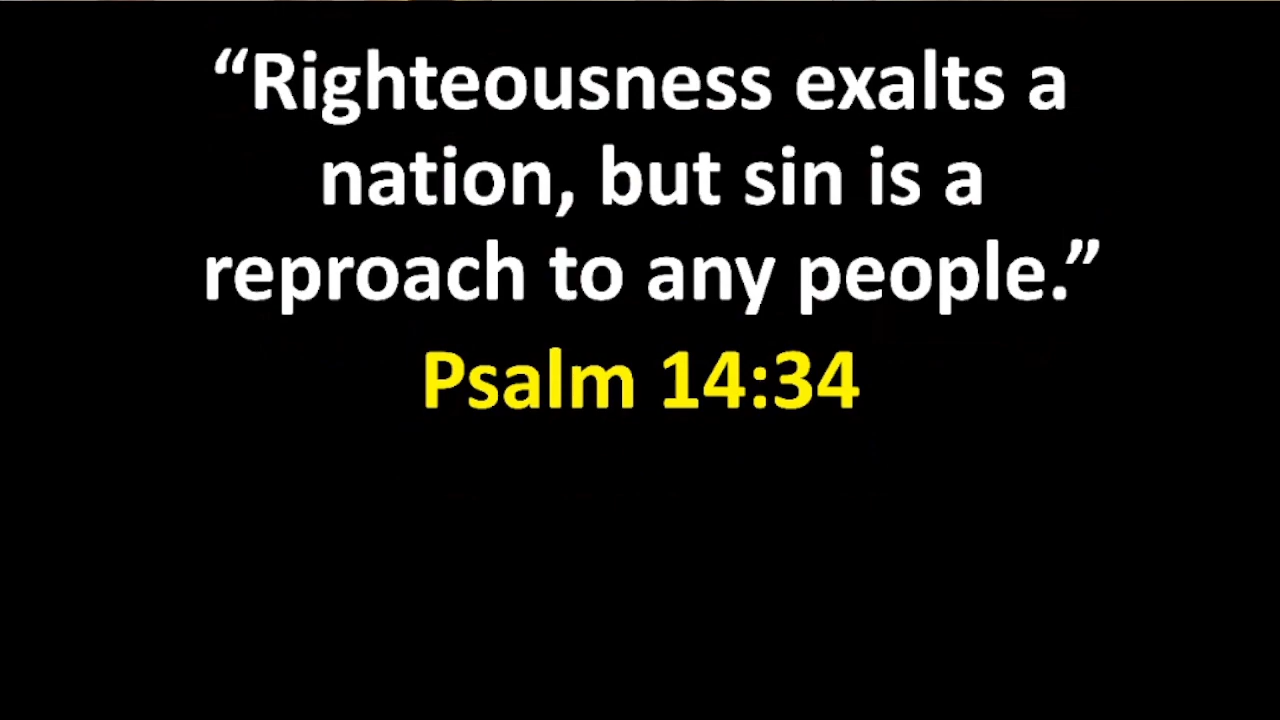 “Righteousness exalts a
nation, but sin is a
reproach to any people.”
Psalm 14:34